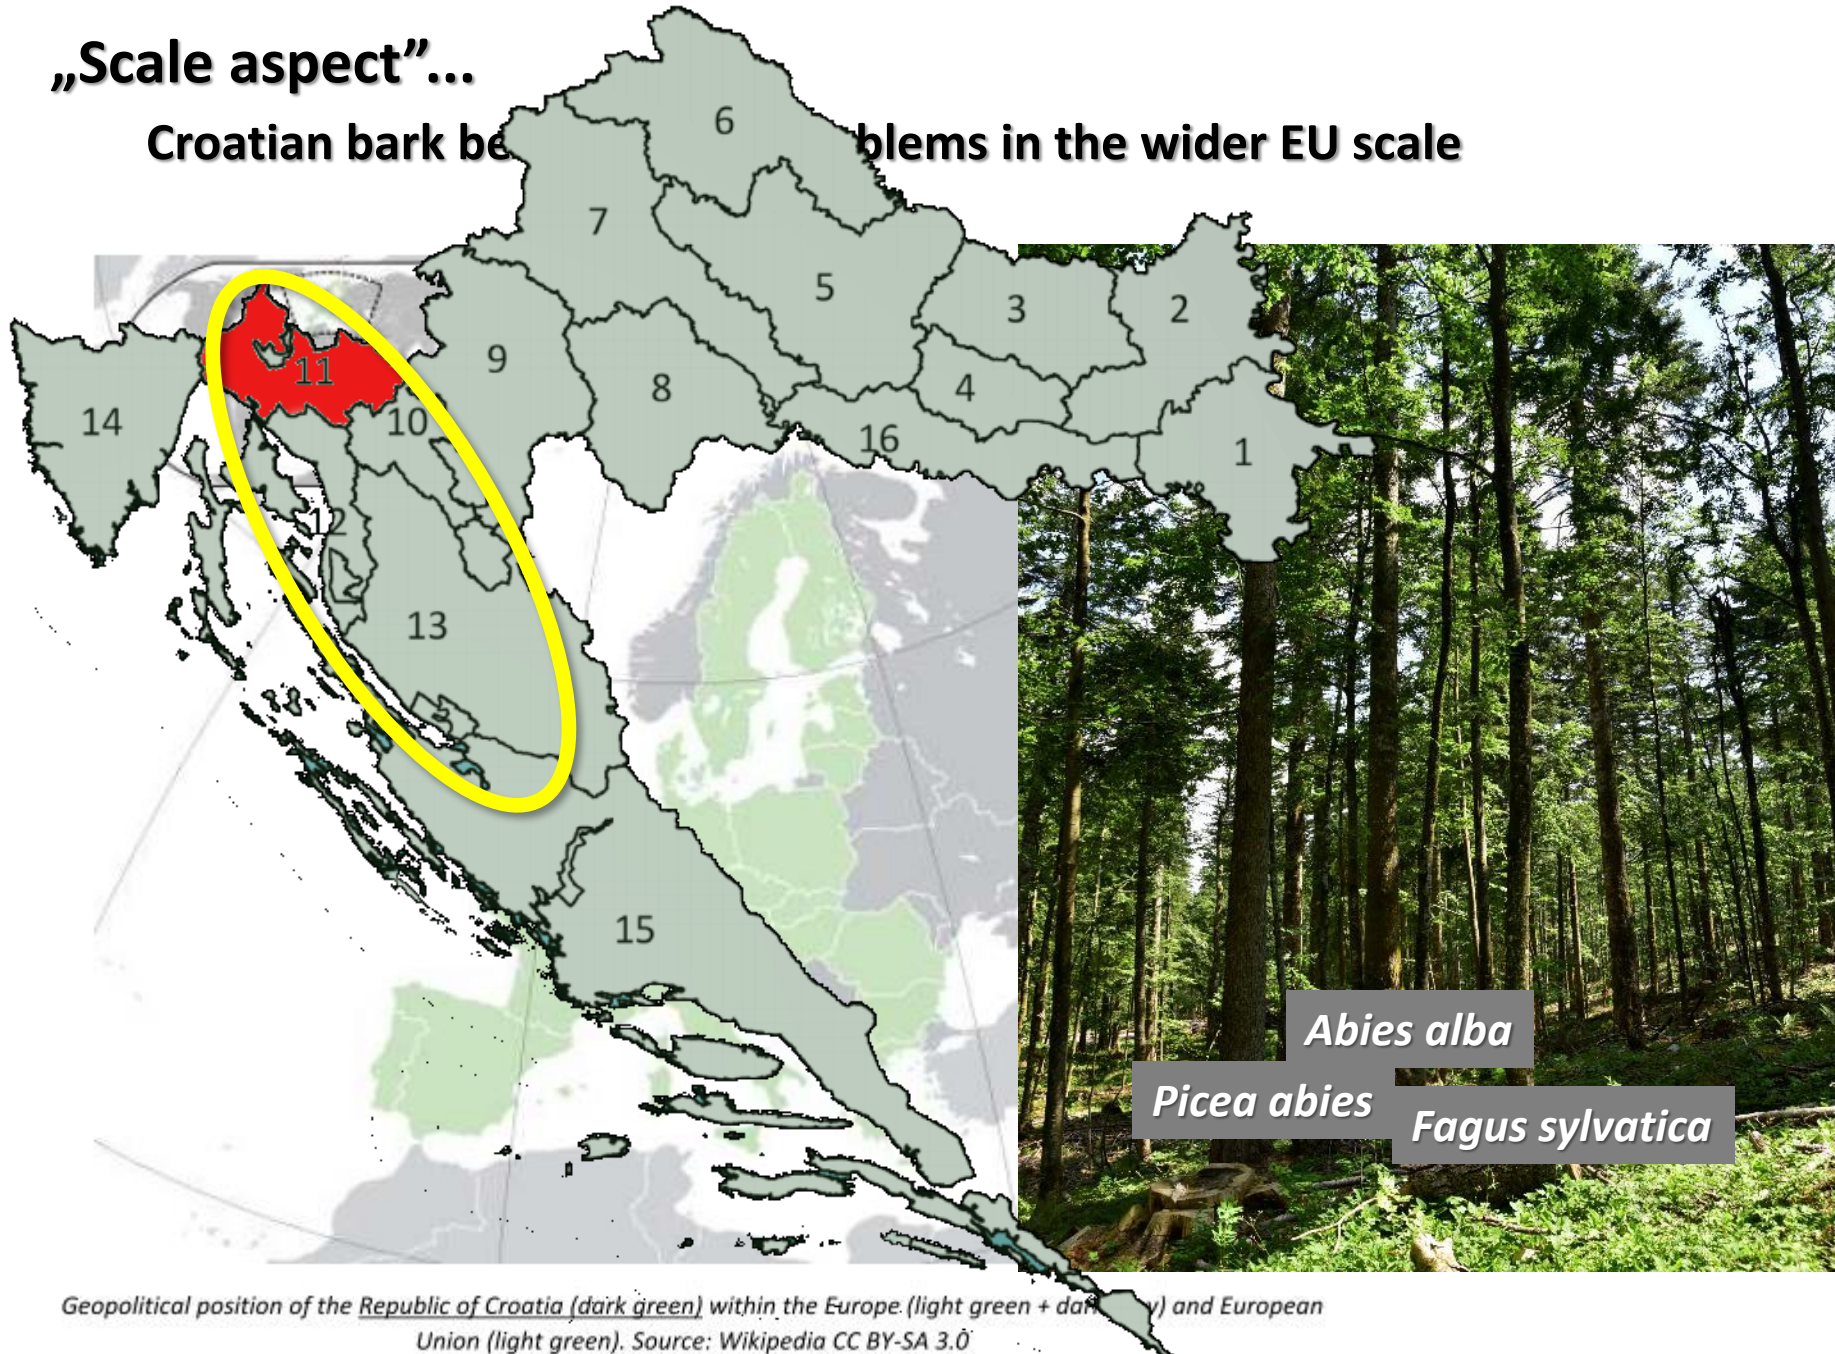 „Scale aspect”...
Croatian bark be blems in the wider EU scale
6
7
5
3
2
9
11
8
4
14
10
16
1
12
13
15
Abies alba
Picea abies
Fagus sylvatica
Geopolitical position of the Republic of Croatia (dark green) within the Europe (light green + da y) and European
Union (light green). Source: Wikipedia CC BY-SA 3.0